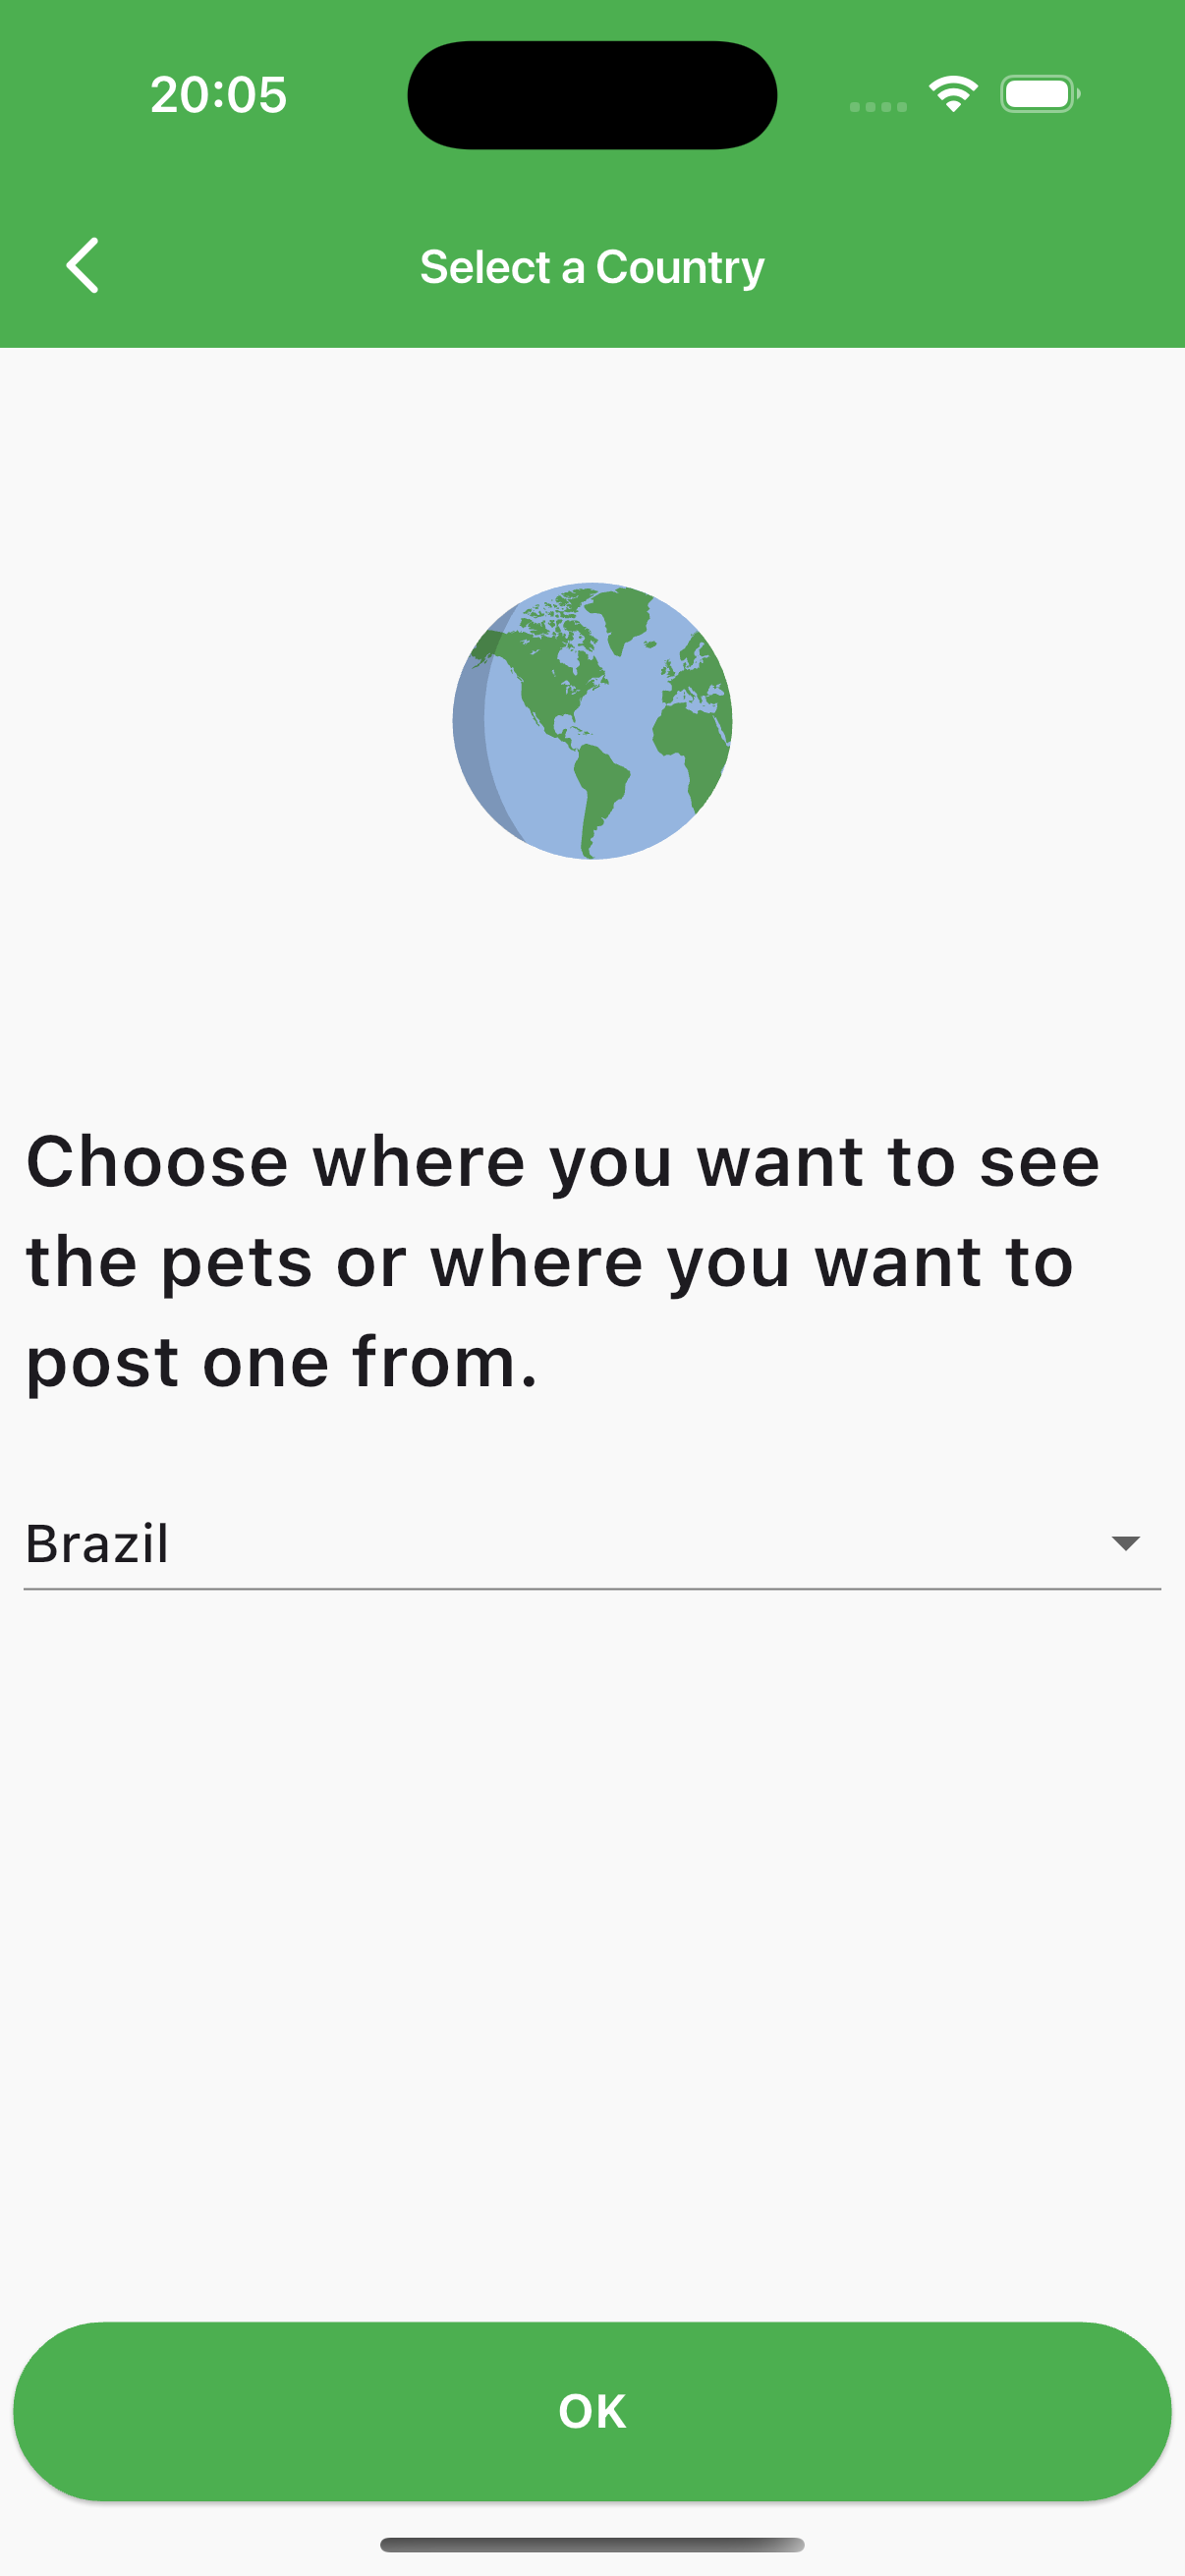 20:05
Select a Country
Choose where you want to see
the pets or where you want to
post one from.
Brazil
OK